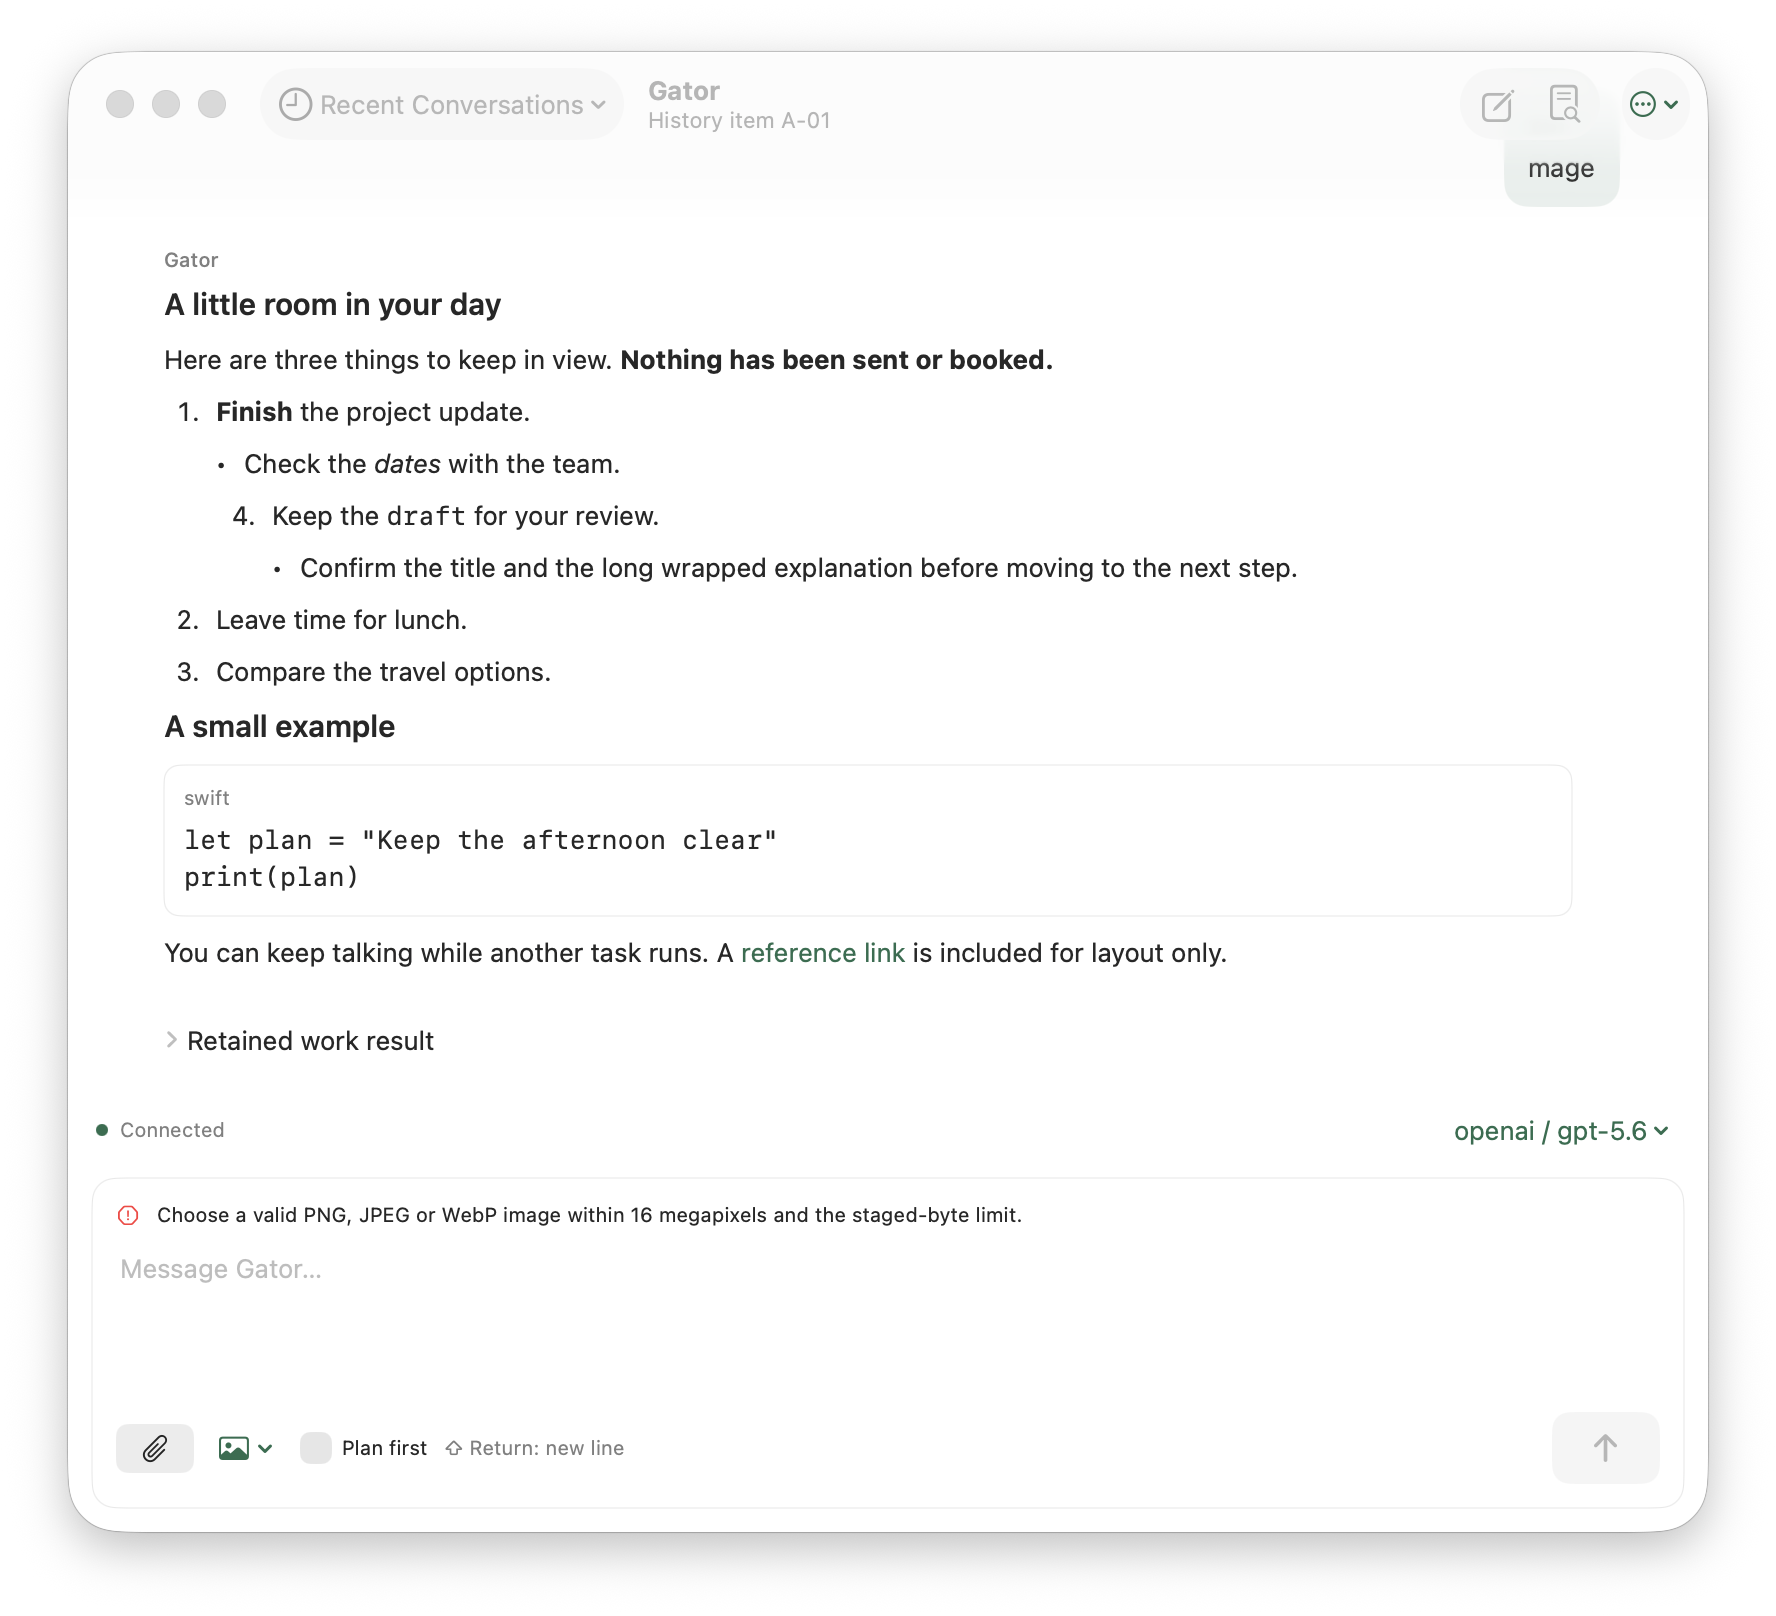 Recent Conversations
Gator
History item A-01
mage
Gator
A little room in your day
Here are three things to keep in view. Nothing has been sent or booked.
1. Finish the project update.
• Check the dates with the team.
4. Keep the draft for your review.
• Confirm the title and the long wrapped explanation before moving to the next step.
2. Leave time for lunch.
3. Compare the travel options.
A small example
swift
let plan = "Keep the afternoon clear"
print(plan)
You can keep talking while another task runs. A reference link is included for layout only.
Retained work result
Connected
openai / gpt-5.6
Choose a valid PNG, JPEG or WebP image within 16 megapixels and the staged-byte limit.
Message Gator...
Plan first
Return: new line